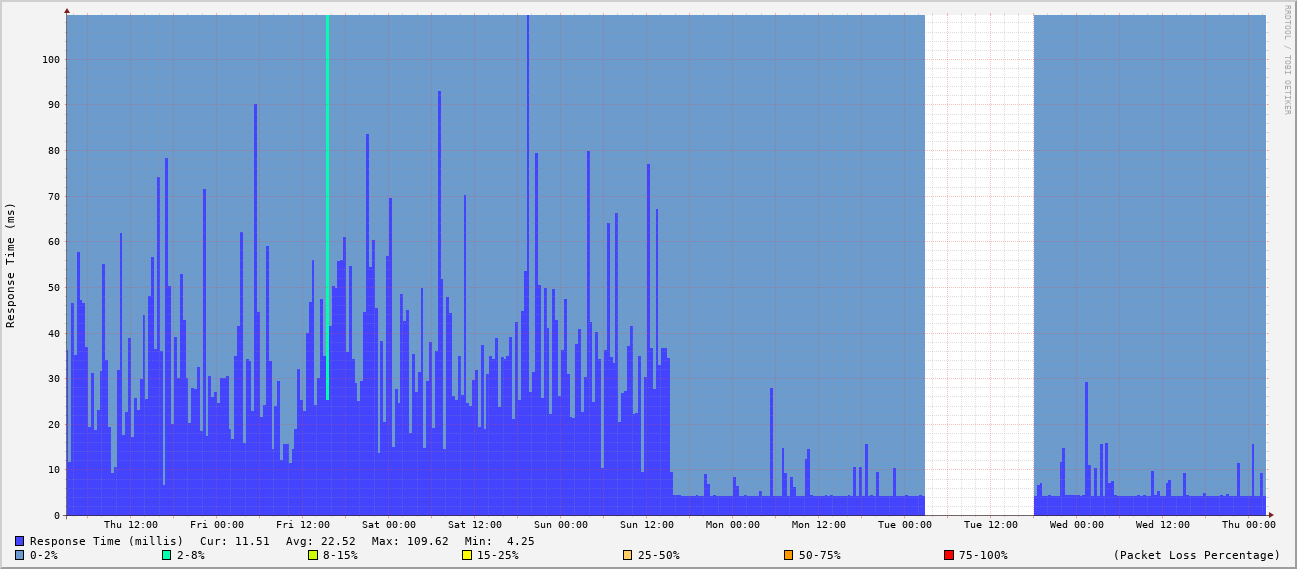 RRDTOOL / TOBI OETIKER
Response Time (ms)
100
90
80
70
60
50
40
30
20
10
0
Thu 12:00 Fri 00:00 Fri 12:00 Sat 00:00 Sat 12:00 Sun 00:00 Sun 12:00 Mon 00:00 Mon 12:00 Tue 00:00 Tue 12:00 Wed 00:00 Wed 12:00 Thu 00:00
Response Time (millis) Cur: 11.51 Avg: 22.52 Max: 109.62 Min: 4.25
0-2% 2-8% 8-15% 15-25% 25-50% 50-75% 75-100% (Packet Loss Percentage)